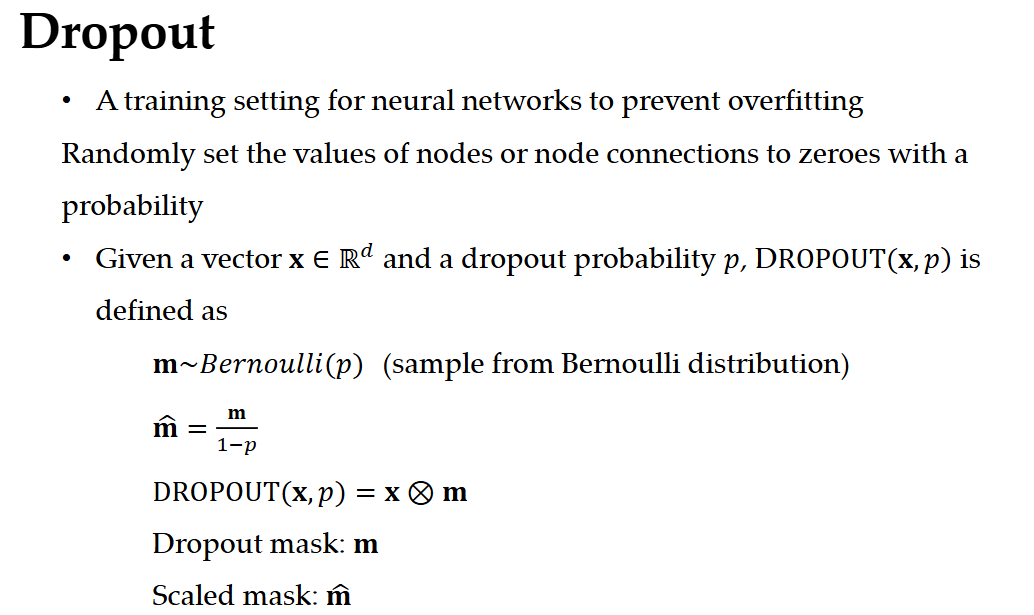 Dropout
• A training setting for neural networks to prevent overfitting
Randomly set the values of nodes or node connections to zeroes with a
probability
• Given a vector 𝐱 ∈ ℝ^𝑑 and a dropout probability 𝑝, DROPOUT(𝐱, 𝑝) is
defined as
𝐦~𝐵𝑒𝑟𝑛𝑜𝑢𝑙𝑙𝑖(𝑝) (sample from Bernoulli distribution)
𝐦̂ = 𝐦/(1−𝑝)
DROPOUT(𝐱, 𝑝) = 𝐱 ⊗ 𝐦
Dropout mask: 𝐦
Scaled mask: 𝐦̂